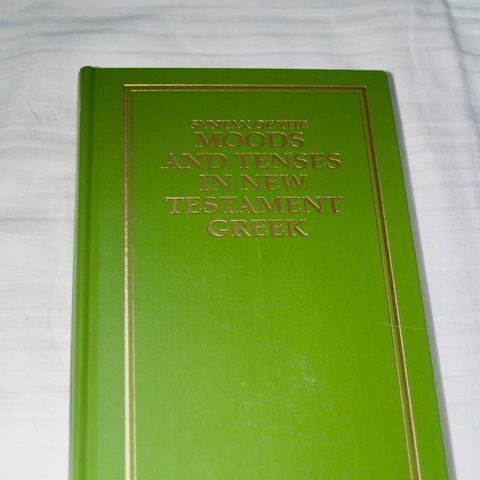 SYNTAX OF THE
MOODS
AND TENSES
IN NEW
TESTAMENT
GREEK